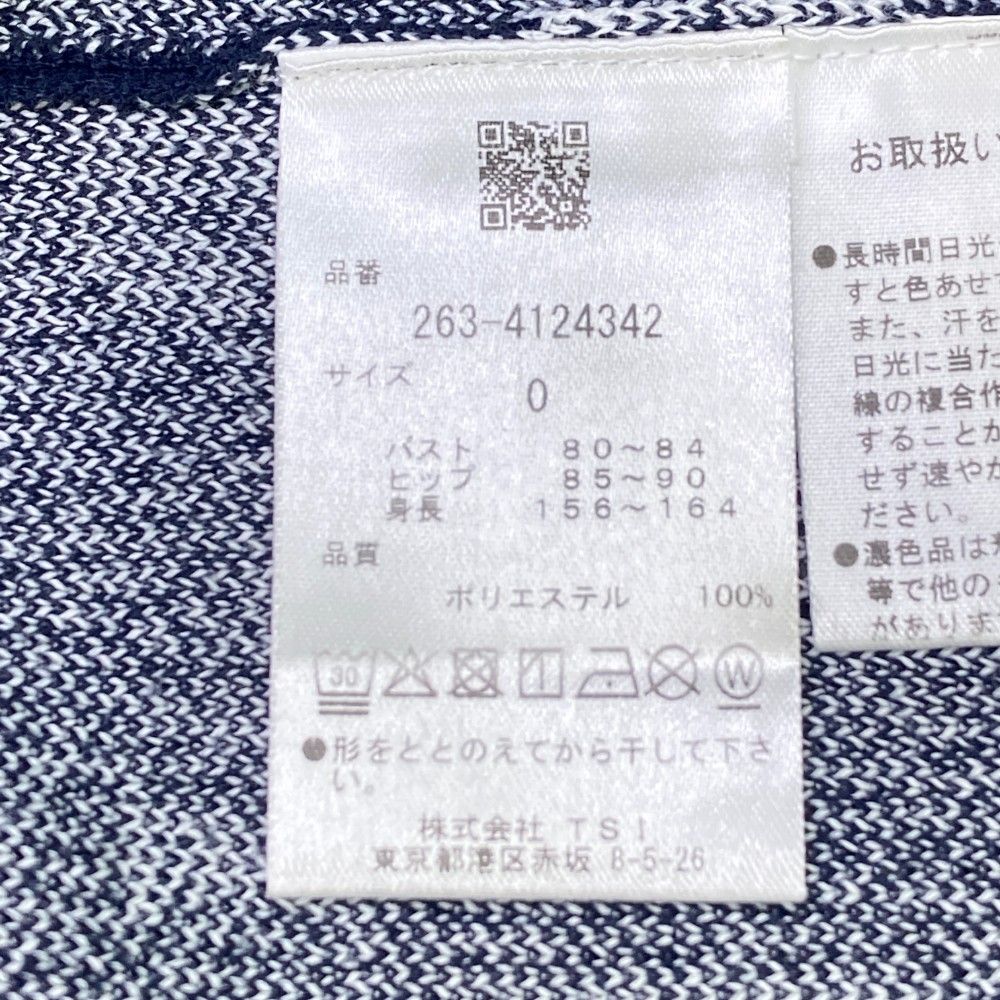 品番
263-4124342
サイズ
0
バスト 80～84
ヒップ 85～90
身長 156～164
品質
ポリエステル 100%
30
W
●形をととのえてから干して下さ
い。
株式会社 TSI
東京都港区赤坂 8-5-26
お取扱い
●長時間日光
すと色あせ
また、汗を
日光に当た
線の複合作
することが
せず速やか
ださい。
●濃色品は
等で他の
がありま